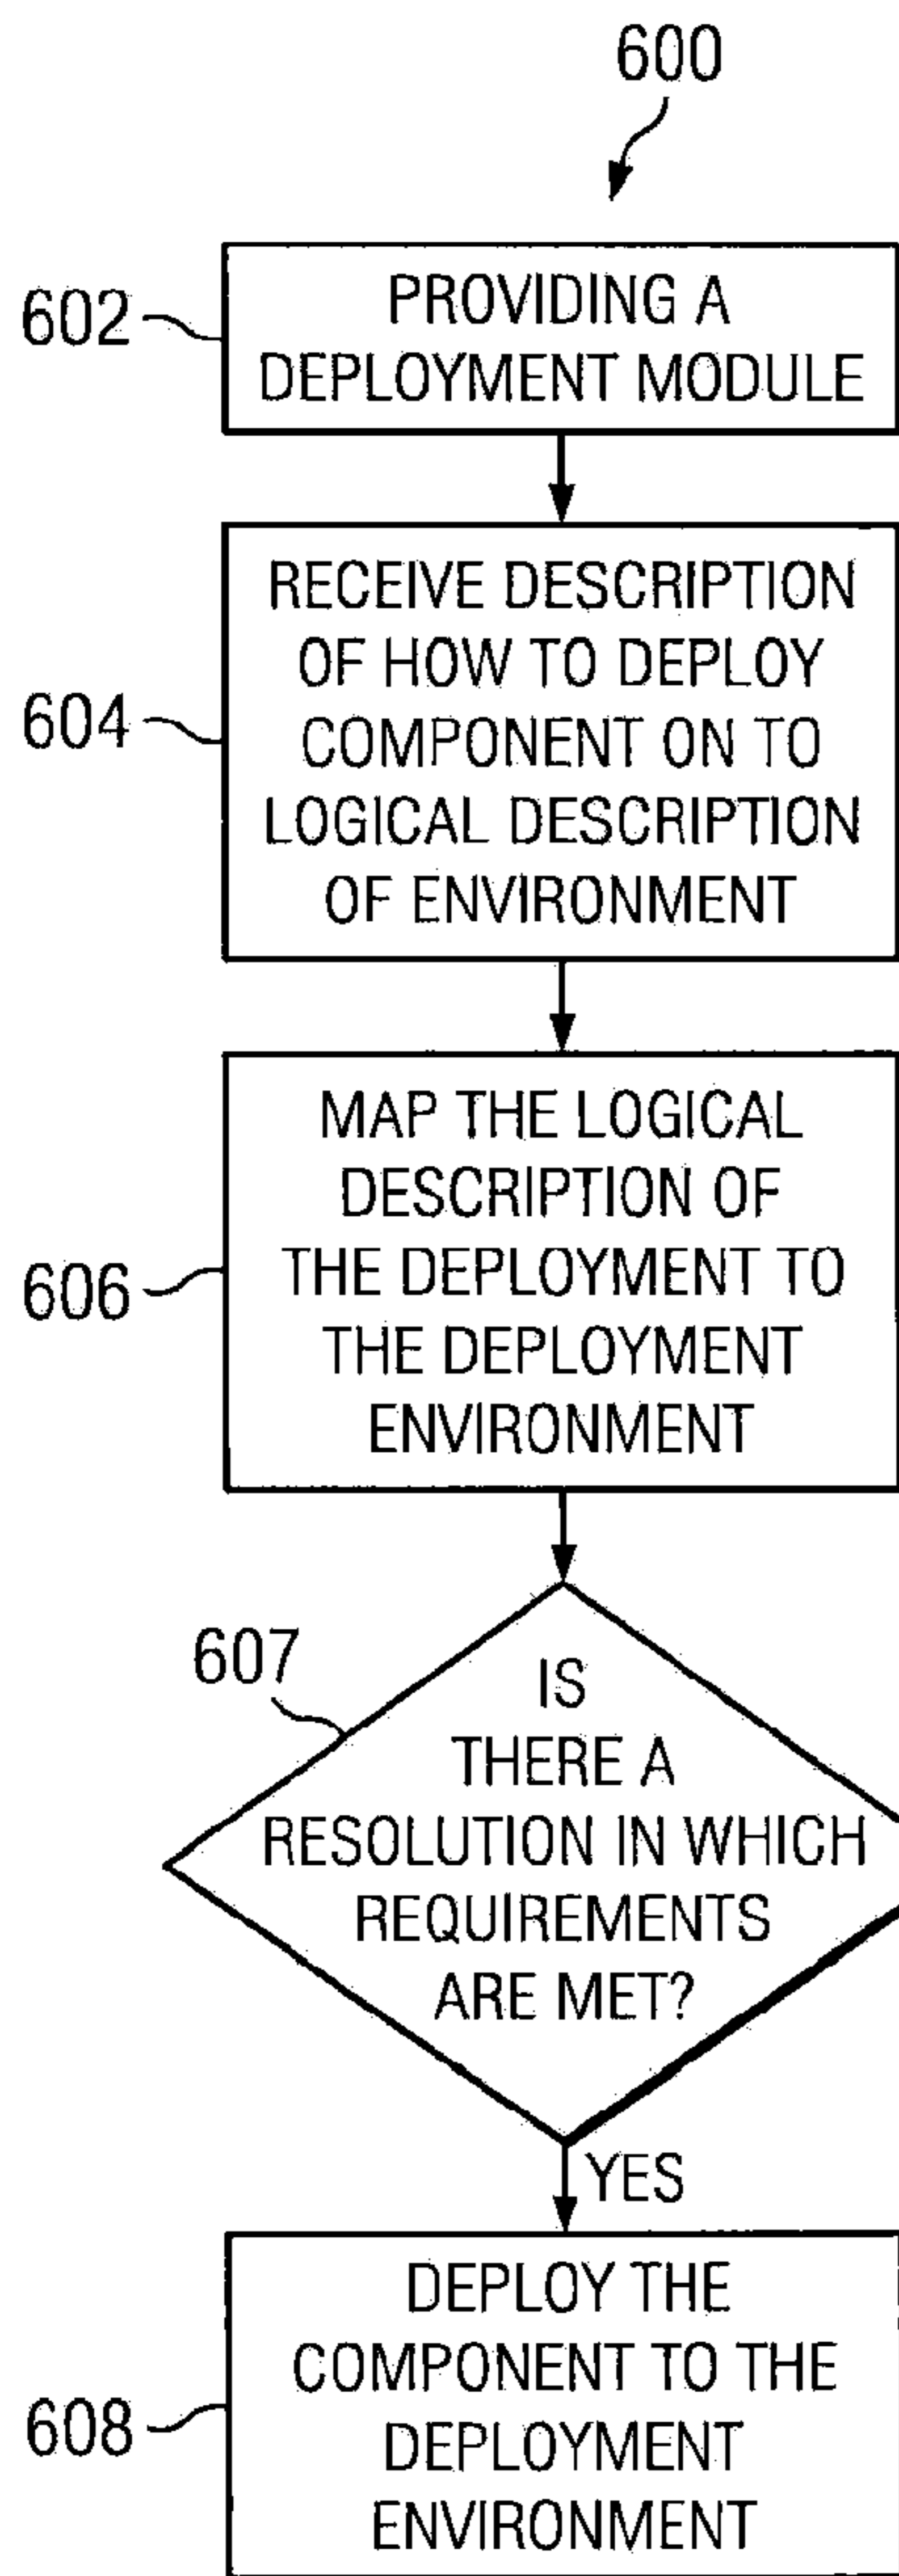 600
602
PROVIDING A
DEPLOYMENT MODULE
604
RECEIVE DESCRIPTION
OF HOW TO DEPLOY
COMPONENT ON TO
LOGICAL DESCRIPTION
OF ENVIRONMENT
606
MAP THE LOGICAL
DESCRIPTION OF
THE DEPLOYMENT TO
THE DEPLOYMENT
ENVIRONMENT
607
IS
THERE A
RESOLUTION IN WHICH
REQUIREMENTS
ARE MET?
YES
608
DEPLOY THE
COMPONENT TO THE
DEPLOYMENT
ENVIRONMENT